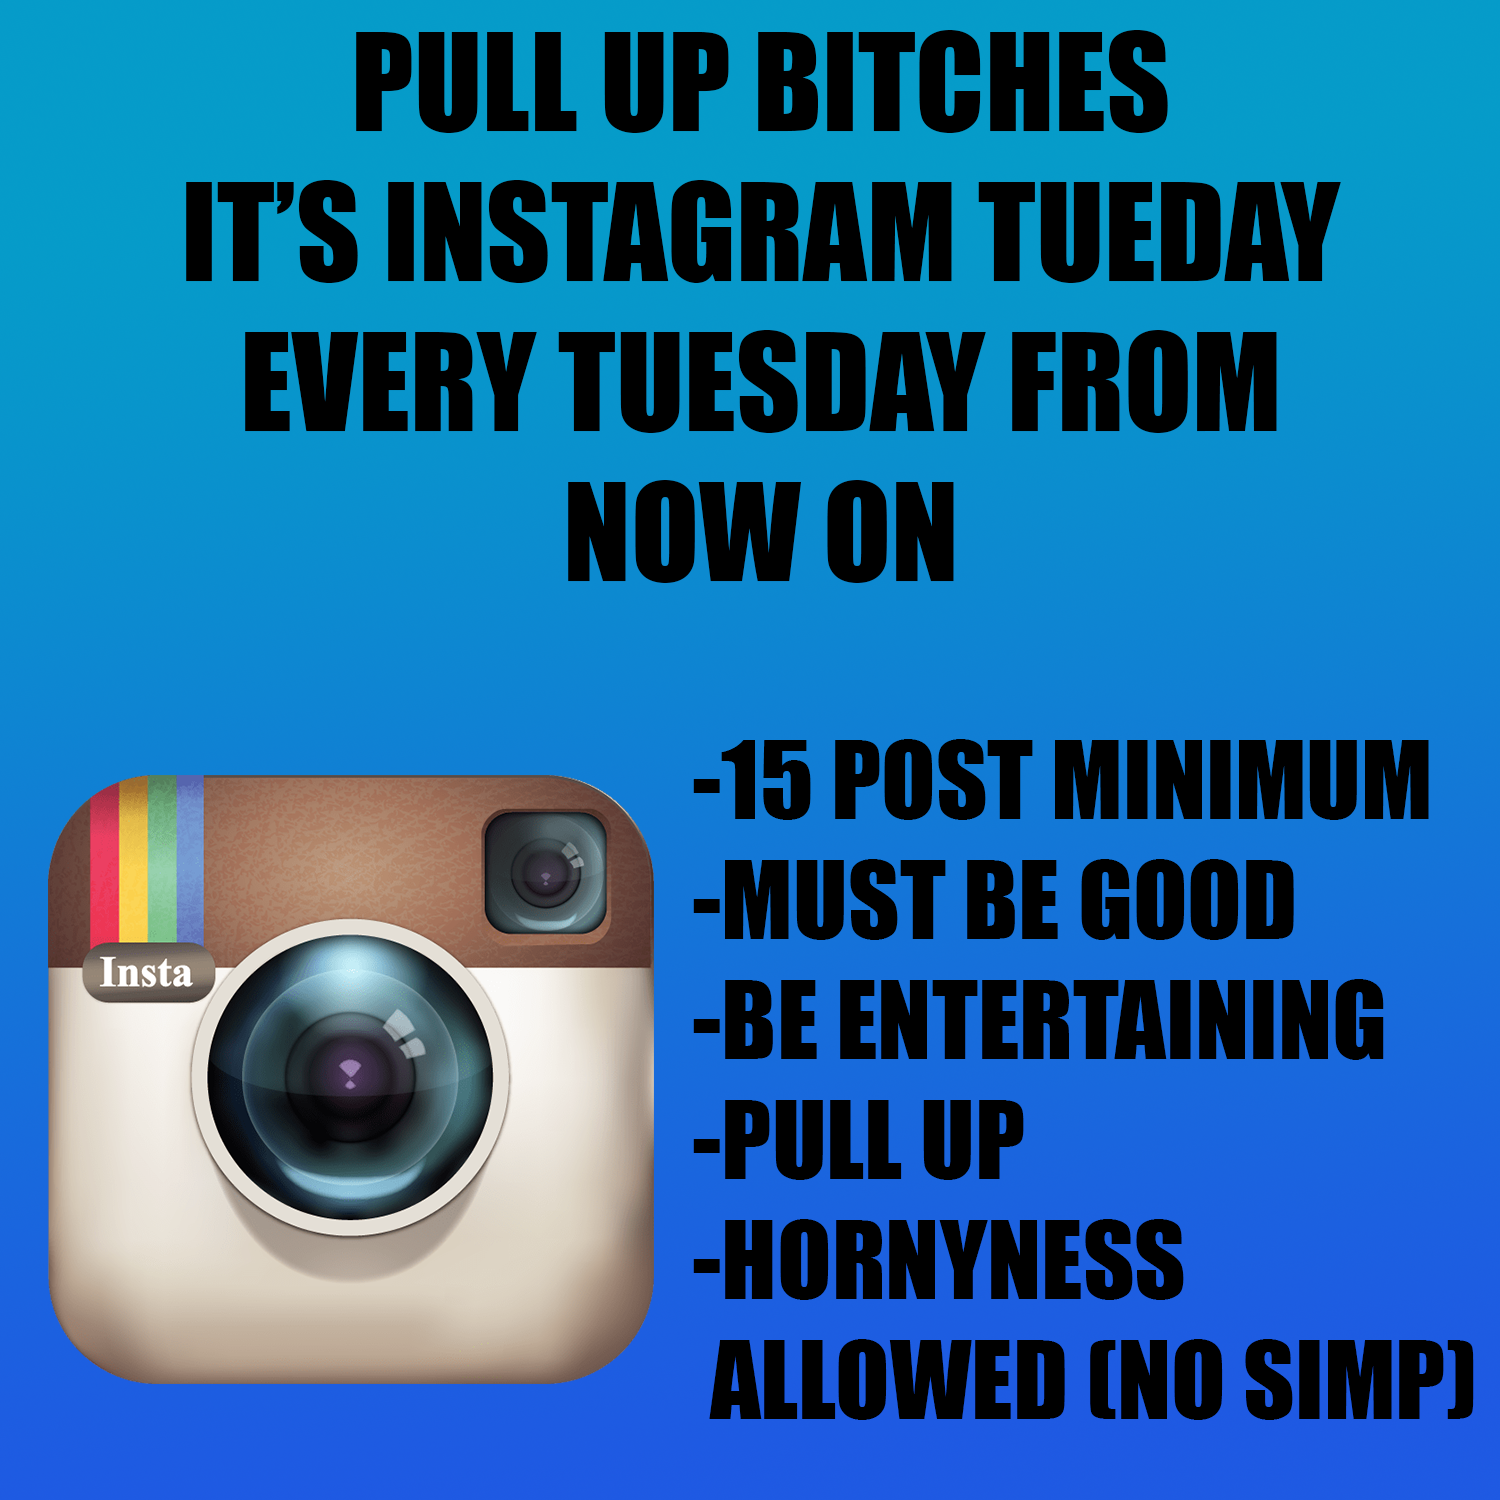 PULL UP BITCHES
IT’S INSTAGRAM TUEDAY
EVERY TUESDAY FROM
NOW ON
-15 POST MINIMUM
-MUST BE GOOD
-BE ENTERTAINING
-PULL UP
-HORNYNESS
ALLOWED (NO SIMP)
Insta